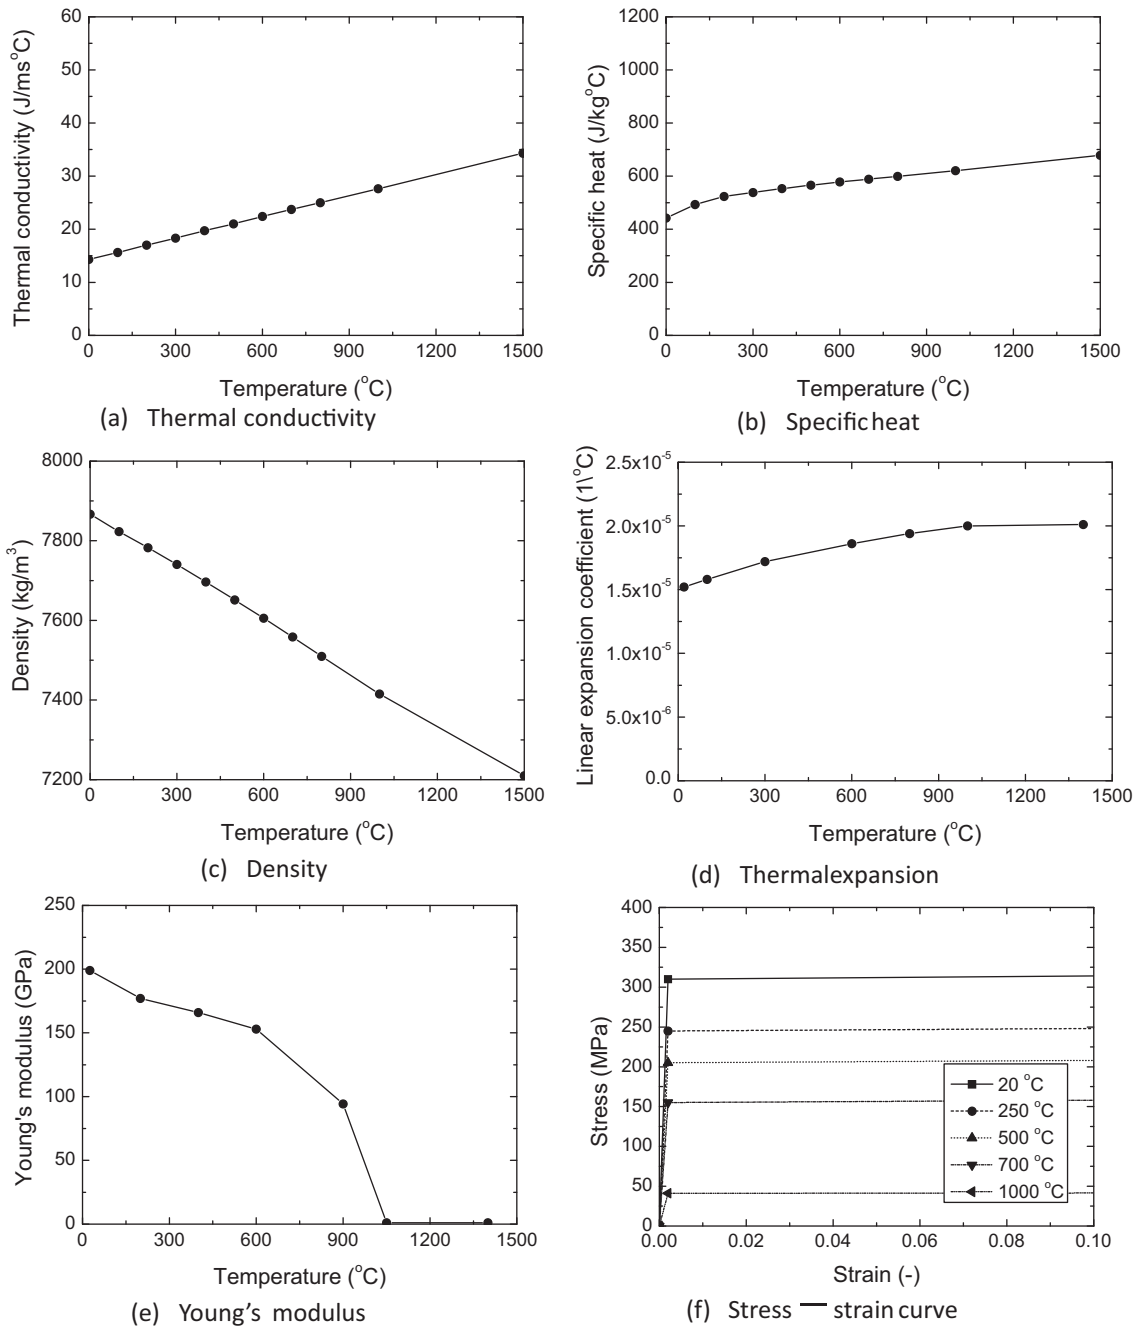 Thermal conductivity (J/ms°C)
60
50
40
30
20
10
0
0 300 600 900 1200 1500
Temperature (°C)
(a) Thermal conductivity
Specific heat (J/kg°C)
1200
1000
800
600
400
200
0
0 300 600 900 1200 1500
Temperature (°C)
(b) Specificheat
Density (kg/m³)
8000
7800
7600
7400
7200
0 300 600 900 1200 1500
Temperature (°C)
(c) Density
Linear expansion coefficient (1\°C)
2.5x10⁻⁵
2.0x10⁻⁵
1.5x10⁻⁵
1.0x10⁻⁵
5.0x10⁻⁶
0.0
0 300 600 900 1200 1500
Temperature (°C)
(d) Thermalexpansion
Young's modulus (GPa)
250
200
150
100
50
0
0 300 600 900 1200 1500
Temperature (°C)
(e) Young's modulus
Stress (MPa)
400
350
300
250
200
150
100
50
0
20 °C
250 °C
500 °C
700 °C
1000 °C
0.00 0.02 0.04 0.06 0.08 0.10
Strain (-)
(f) Stress — strain curve